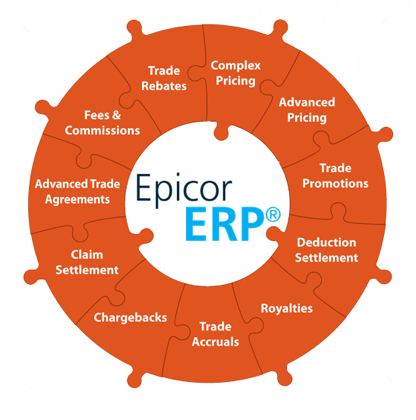 Epicor
ERP®
Complex
Pricing
Advanced
Pricing
Trade
Promotions
Deduction
Settlement
Royalties
Trade
Accruals
Chargebacks
Claim
Settlement
Advanced Trade
Agreements
Fees &
Commissions
Trade
Rebates